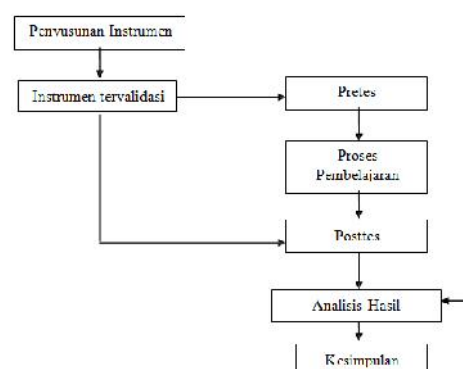 Penyusunan Instrumen
Instrumen tervalidasi
Pretes
Proses
Pembelajaran
Posttes
Analisis Hasil
Kesimpulan